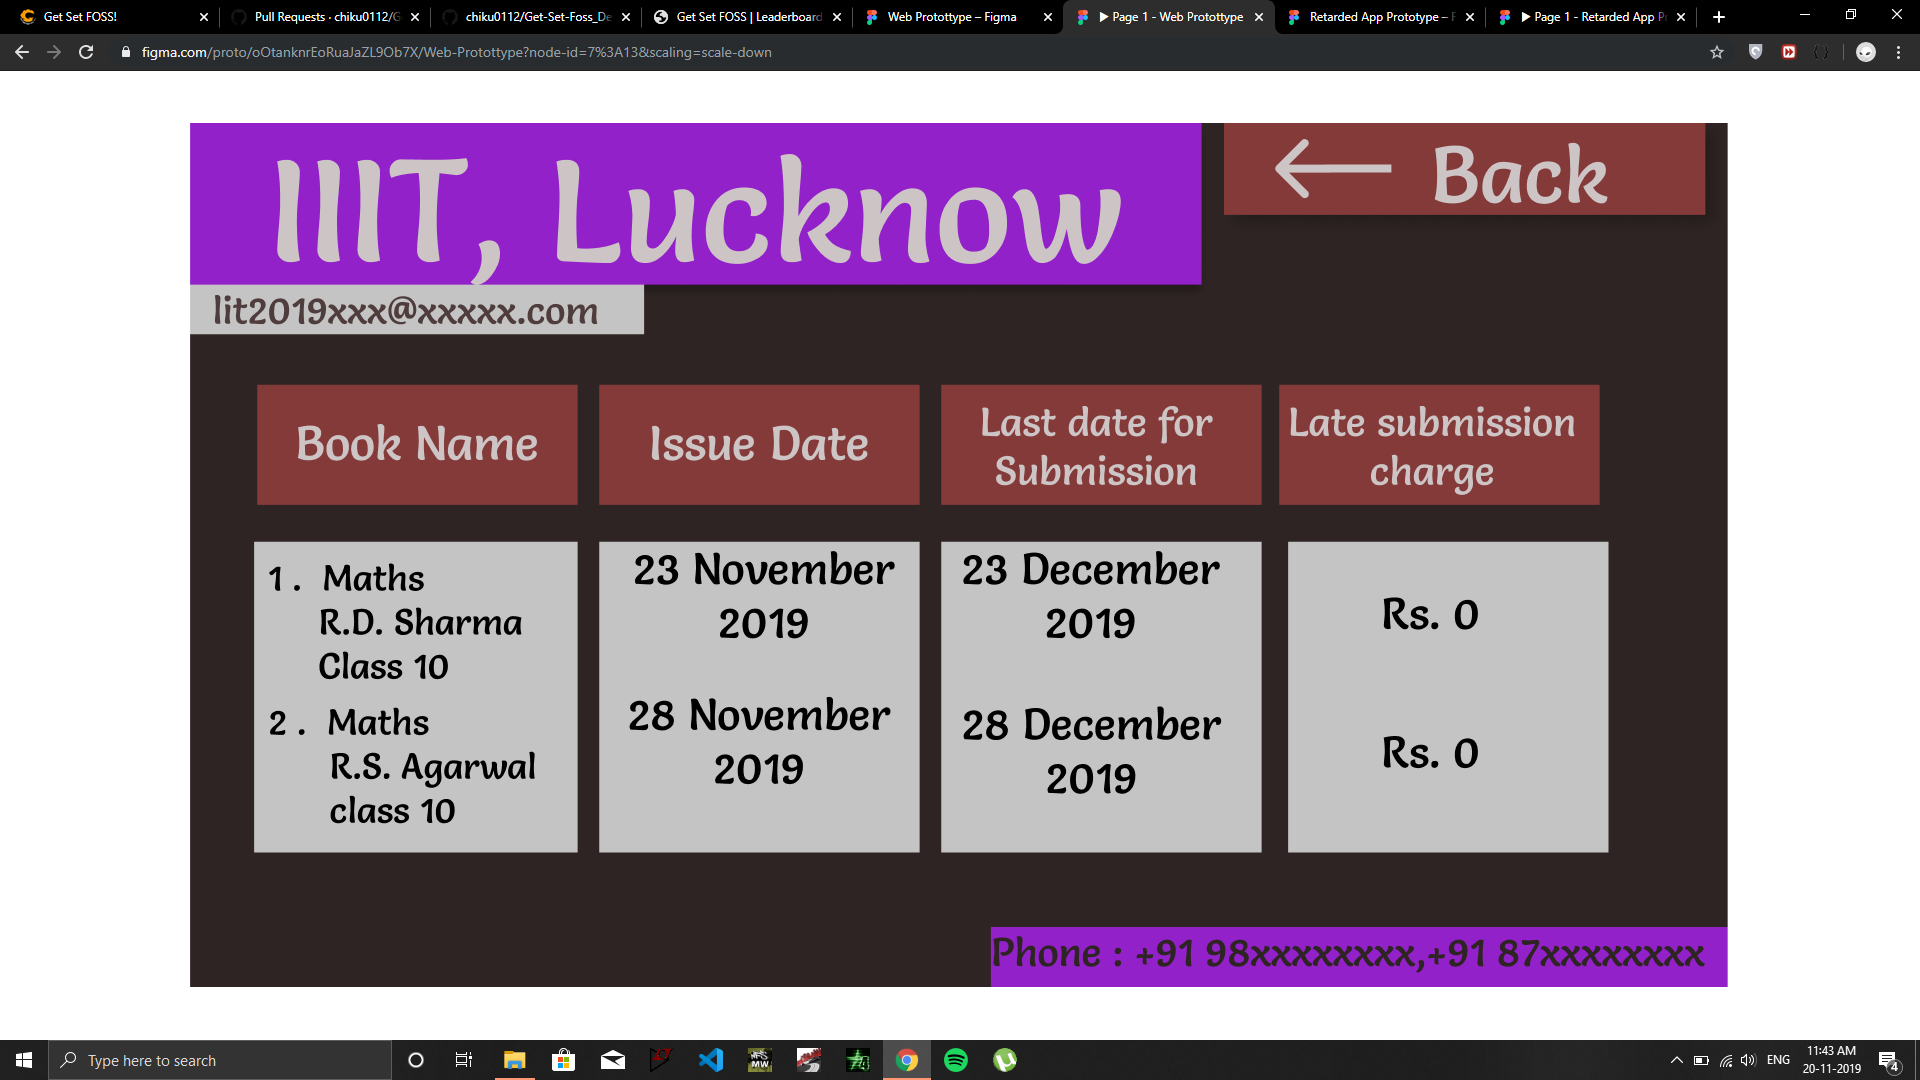 Get Set FOSS!
Pull Requests · chiku0112/G
chiku0112/Get-Set-Foss_De
Get Set FOSS | Leaderboard
Web Protottype – Figma
▶ Page 1 - Web Protottype
Retarded App Prototype – F
▶ Page 1 - Retarded App P
figma.com/proto/oOtanknrEoRuaJaZL9Ob7X/Web-Protottype?node-id=7%3A13&scaling=scale-down
IIIT, Lucknow
← Back
lit2019xxx@xxxxx.com
Book Name
Issue Date
Last date for
Submission
Late submission
charge
1 . Maths
R.D. Sharma
Class 10
2 . Maths
R.S. Agarwal
class 10
23 November
2019
28 November
2019
23 December
2019
28 December
2019
Rs. 0
Rs. 0
Phone : +91 98xxxxxxxx,+91 87xxxxxxxx
Type here to search
ENG
11:43 AM
20-11-2019
4